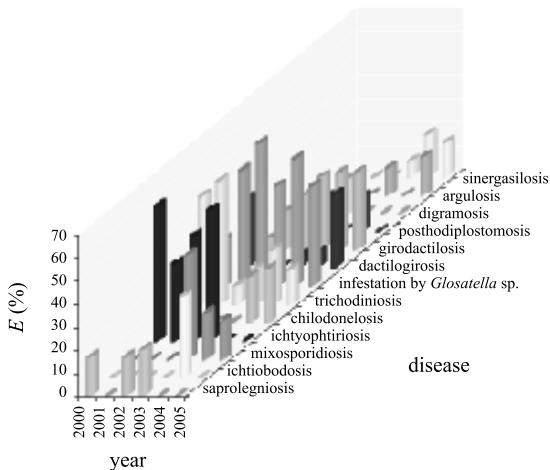 sinergasilosis
argulosis
digramosis
posthodiplostomosis
girodactilosis
dactilogirosis
infestation by Glosatella sp.
trichodiniosis
chilodonelosis
ichtyophtiriosis
mixosporidiosis
ichtiobodosis
saprolegniosis
disease
E (%)
70
60
50
40
30
20
10
0
2000
2001
2002
2003
2004
2005
year